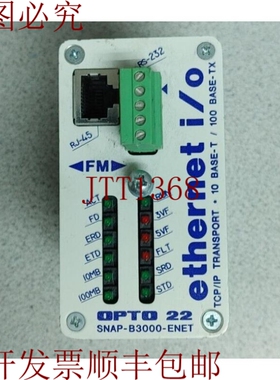 图必究
RS-232
RJ-45
◄FM►
ethernet i/o
TCP/IP TRANSPORT • 10 BASE-T / 100 BASE-TX
JTT1368
ACT
FD
ERD
ETD
10MB
100MB
3VF
5VF
FLT
SRD
STD
OPTO 22
SNAP-B3000-ENET
开发票顺丰包邮